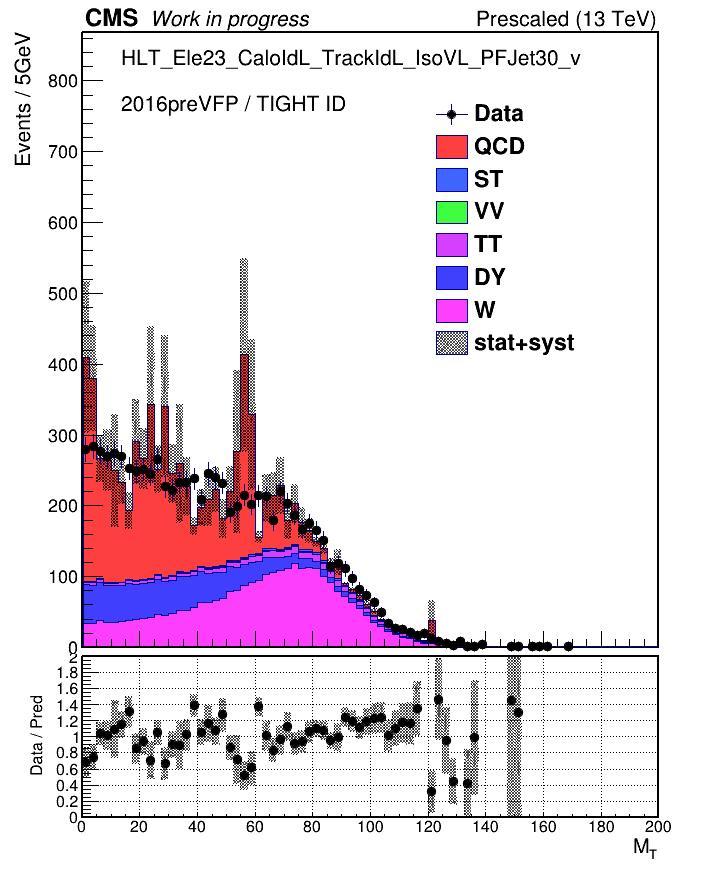 CMS Work in progress Prescaled (13 TeV)
HLT_Ele23_CaloIdL_TrackIdL_IsoVL_PFJet30_v
2016preVFP / TIGHT ID
Data
QCD
ST
VV
TT
DY
W
stat+syst
Events / 5GeV
800
700
600
500
400
300
200
100
0
Data / Pred
2
1.8
1.6
1.4
1.2
1
0.8
0.6
0.4
0.2
0
0 20 40 60 80 100 120 140 160 180 200
M_T